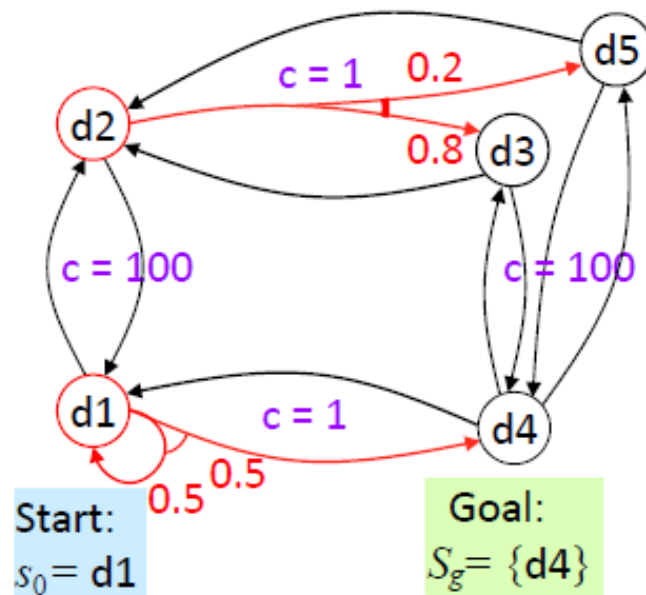 d5
c = 1
0.2
d2
0.8
d3
c = 100
c = 100
d1
c = 1
d4
0.5
0.5
Start:
s0 = d1
Goal:
Sg = {d4}